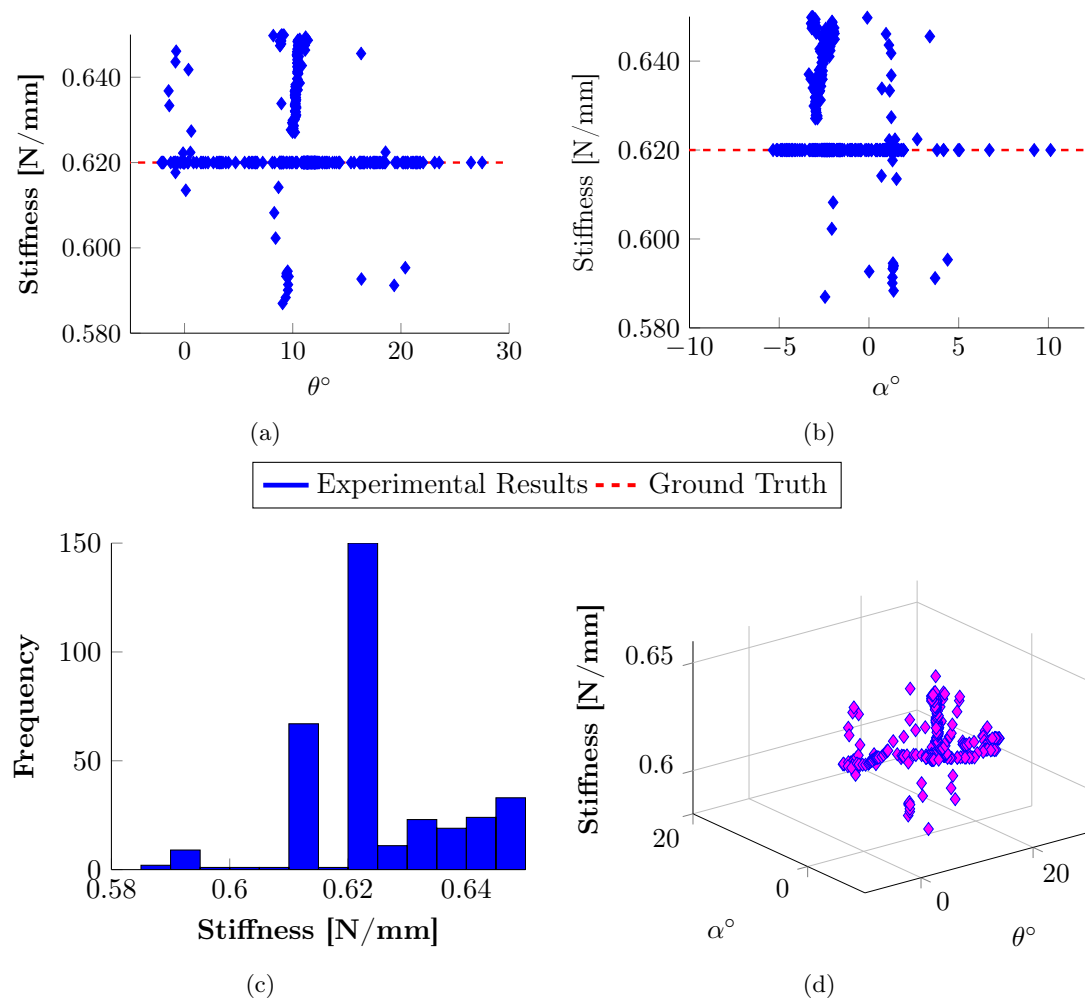 0.640
0.620
0.600
0.580
Stiffness [N/mm]
0
10
20
30
θ°
(a)
0.640
0.620
0.600
0.580
Stiffness [N/mm]
−10
−5
0
5
10
α°
(b)
Experimental Results
Ground Truth
150
100
50
0
Frequency
0.58
0.6
0.62
0.64
Stiffness [N/mm]
(c)
0.65
0.6
Stiffness [N/mm]
20
0
α°
0
20
θ°
(d)